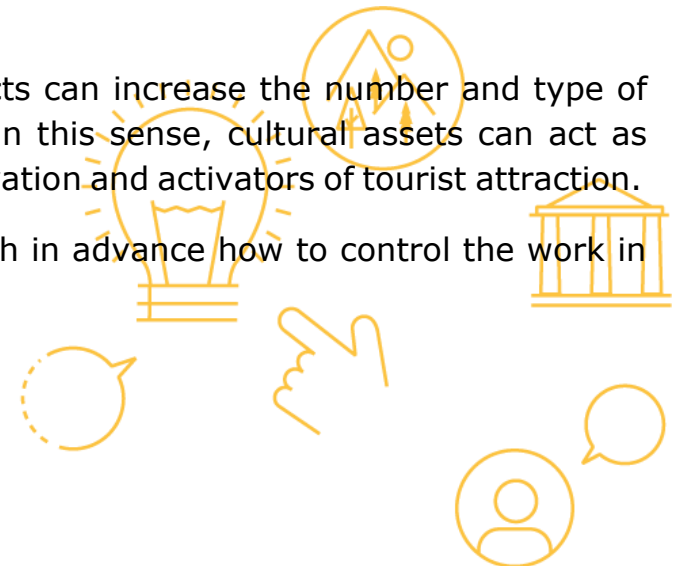 cts can increase the number and type of
n this sense, cultural assets can act as
ation and activators of tourist attraction.
h in advance how to control the work in